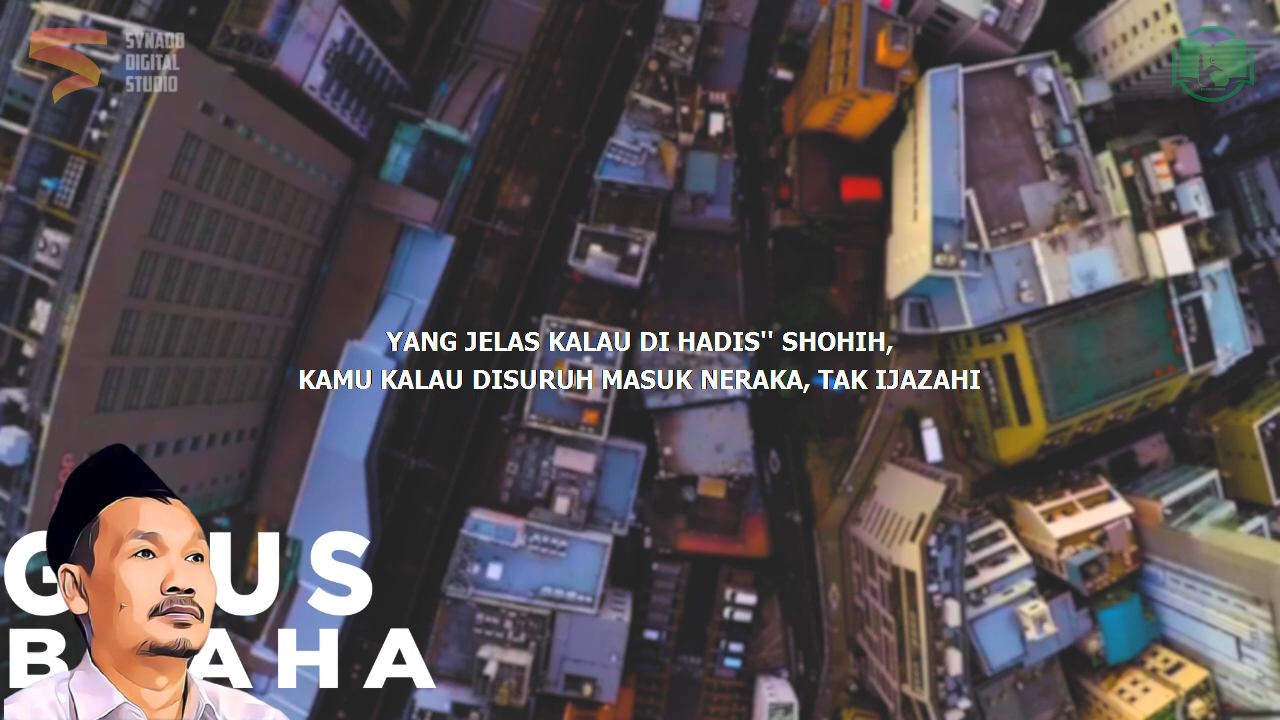 SYNADO
DIGITAL
STUDIO
YANG JELAS KALAU DI HADIS'' SHOHIH,
KAMU KALAU DISURUH MASUK NERAKA, TAK IJAZAHI
GUS
BAHA